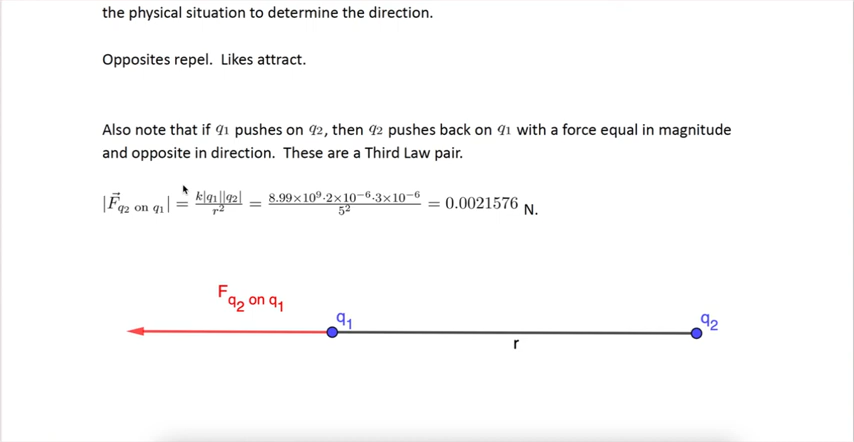 the physical situation to determine the direction.
Opposites repel. Likes attract.
Also note that if q₁ pushes on q₂, then q₂ pushes back on q₁ with a force equal in magnitude
and opposite in direction. These are a Third Law pair.
|F⃗_{q₂ on q₁}| = k|q₁||q₂|/r² = 8.99×10⁹·2×10⁻⁶·3×10⁻⁶/5² = 0.0021576 N.
F_{q₂ on q₁}
q₁
q₂
r